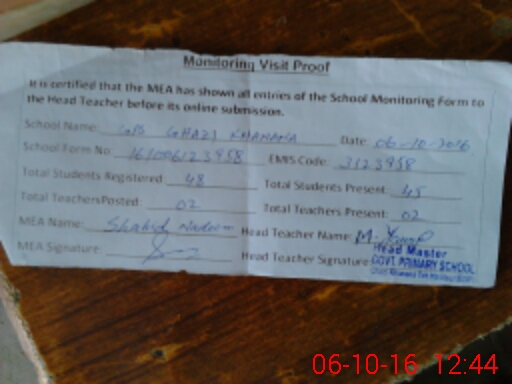 Monitoring Visit Proof
It is certified that the MEA has shown all entries of the School Monitoring Form to
the Head Teacher before its online submission.
School Name: GPS GHAZI KHANANA Date: 06-10-2016
School Form No. 161006123958 EMIS Code: 3123958
Total Students Registered: 48 Total Students Present: 45
Total TeachersPosted: 02 Total Teachers Present: 02
MEA Name: Shahid Nadeem Head Teacher Name: M.
MEA Signature: Head Teacher Signature:
Head Master
GOVT. PRIMARY SCHOOL
06-10-16 12:44